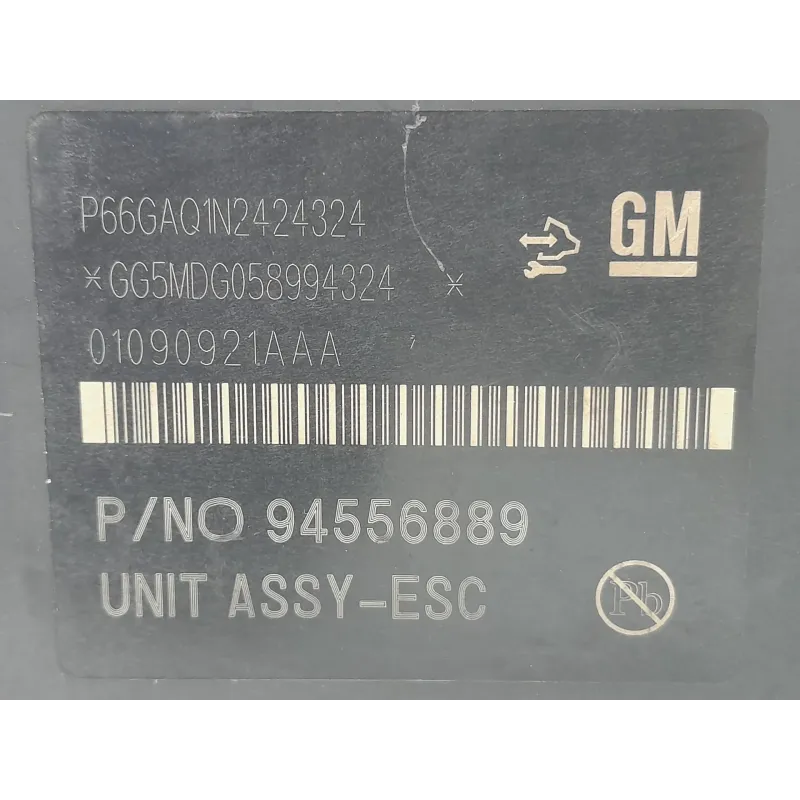 P66GAQ1N2424324
GM
*GG5MDG058994324 *
01090921AAA
P/NO 94556889
UNIT ASSY-ESC
Pb